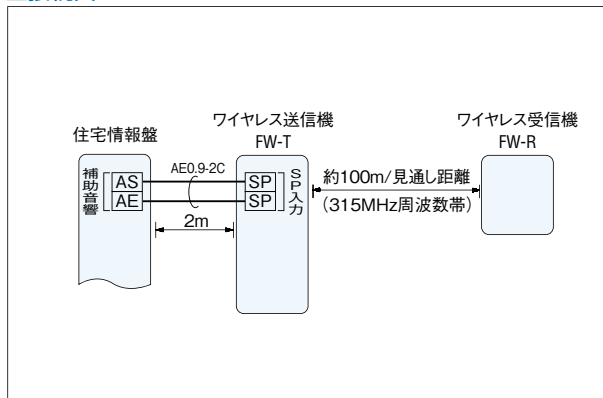 住宅情報盤
ワイヤレス送信機
FW-T
ワイヤレス受信機
FW-R
補助音響
AS
AE
AE0.9-2C
2m
SP
SP
SP入力
約100m/見通し距離
（315MHz周波数帯）